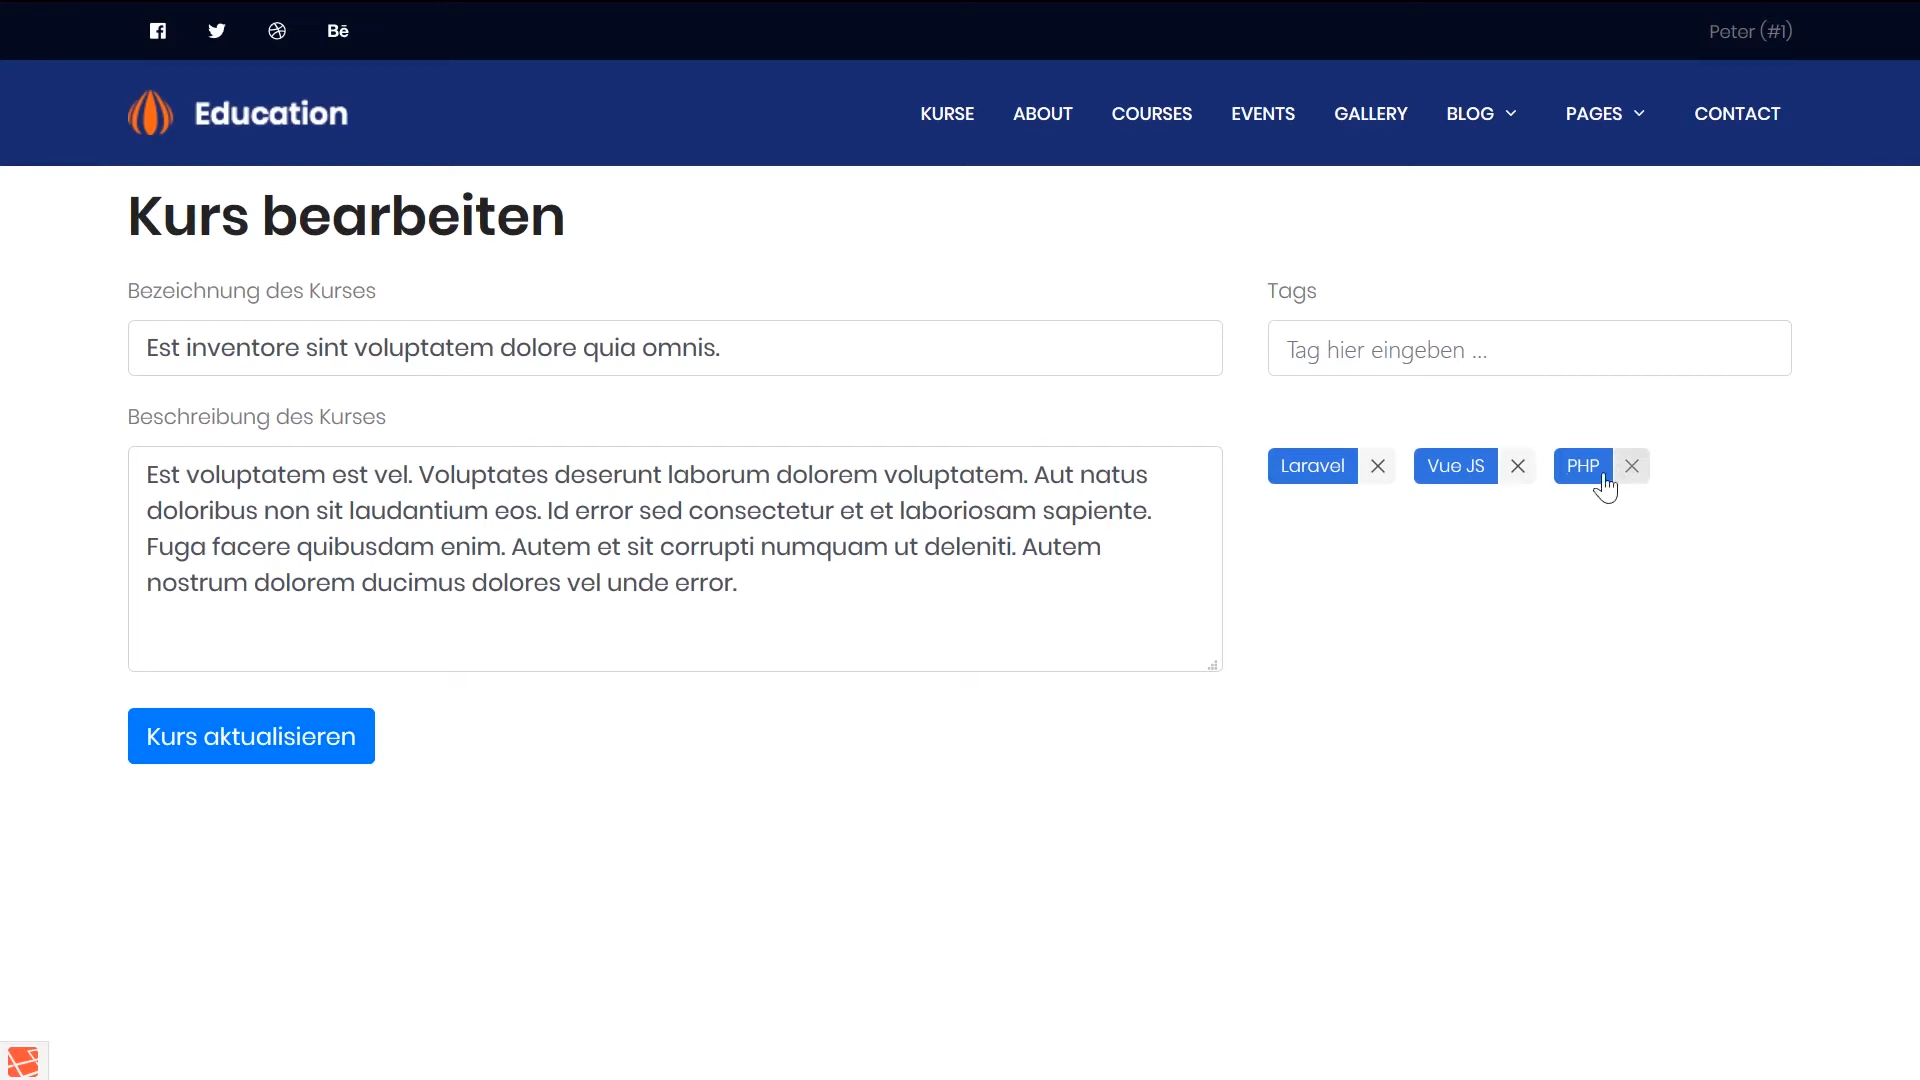 Bē
Peter (#1)
Education
KURSE ABOUT COURSES EVENTS GALLERY BLOG PAGES CONTACT
Kurs bearbeiten
Bezeichnung des Kurses
Est inventore sint voluptatem dolore quia omnis.
Beschreibung des Kurses
Est voluptatem est vel. Voluptates deserunt laborum dolorem voluptatem. Aut natus
doloribus non sit laudantium eos. Id error sed consectetur et et laboriosam sapiente.
Fuga facere quibusdam enim. Autem et sit corrupti numquam ut deleniti. Autem
nostrum dolorem ducimus dolores vel unde error.
Kurs aktualisieren
Tags
Tag hier eingeben ...
Laravel Vue JS PHP